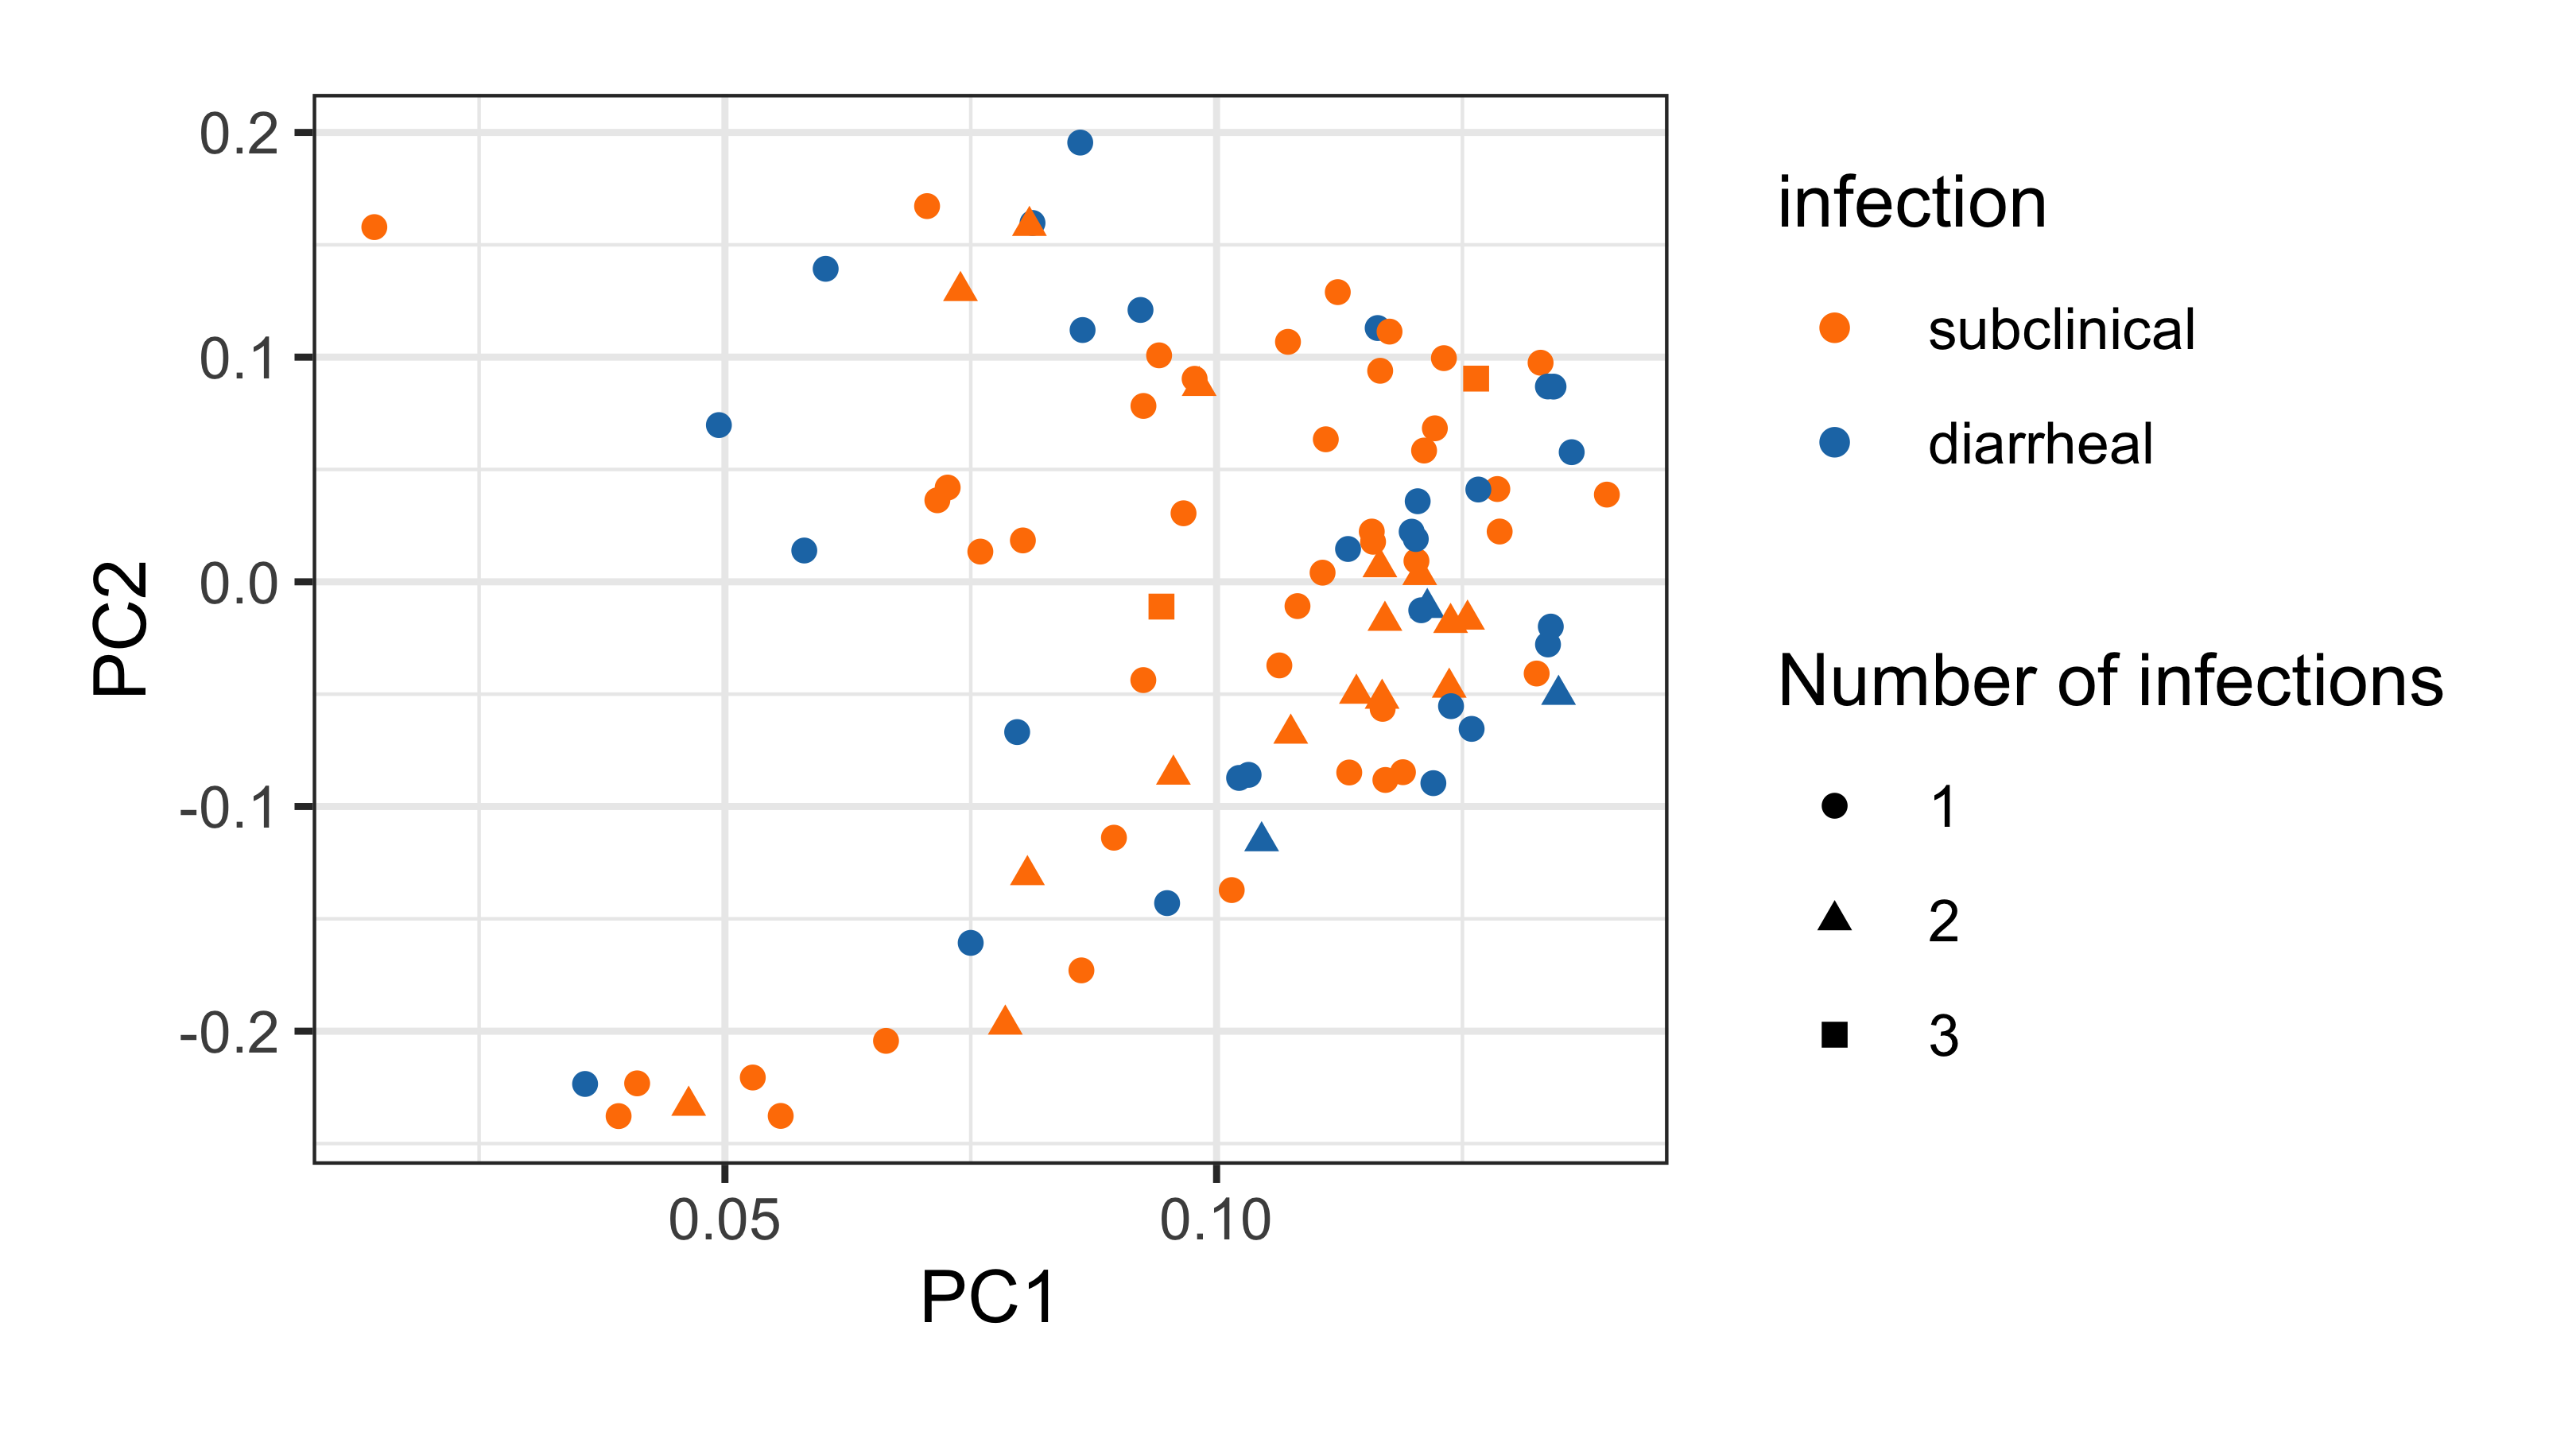 0.2
0.1
0.0
-0.1
-0.2
PC2
0.05
0.10
PC1
infection
subclinical
diarrheal
Number of infections
1
2
3